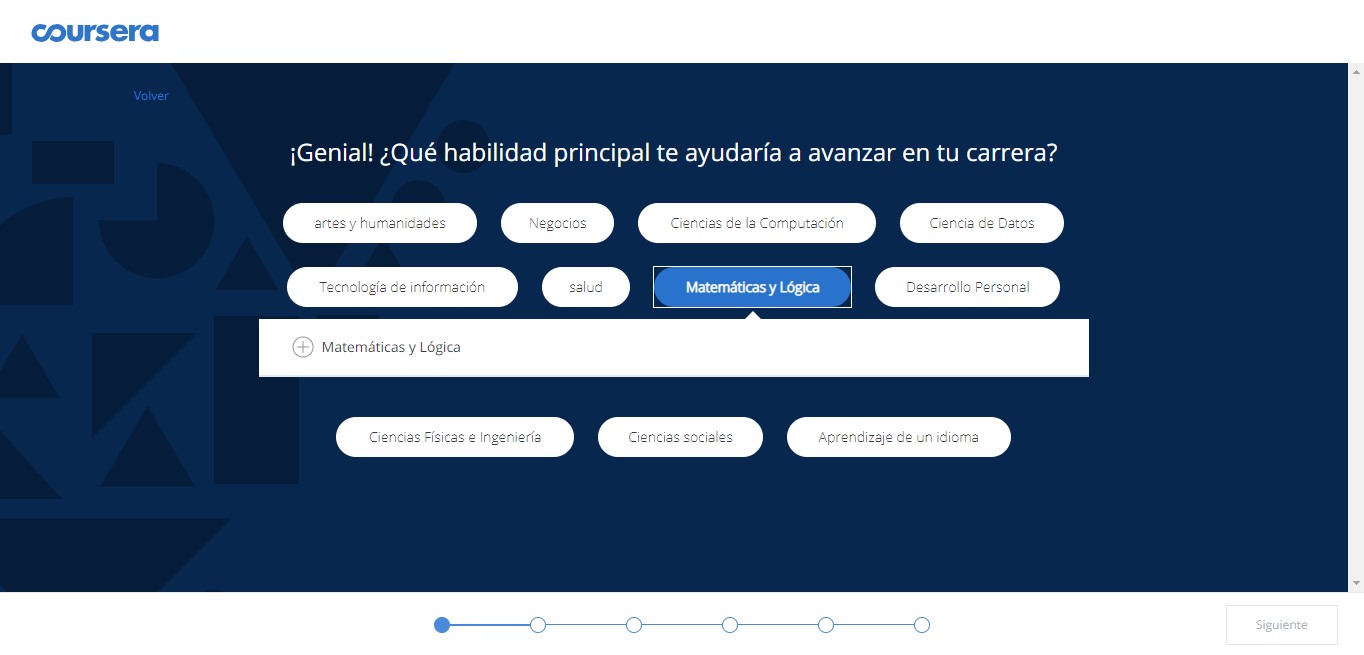 coursera
Volver
¡Genial! ¿Qué habilidad principal te ayudaría a avanzar en tu carrera?
artes y humanidades
Negocios
Ciencias de la Computación
Ciencia de Datos
Tecnología de información
salud
Matemáticas y Lógica
Desarrollo Personal
Matemáticas y Lógica
Ciencias Físicas e Ingeniería
Ciencias sociales
Aprendizaje de un idioma
Siguiente